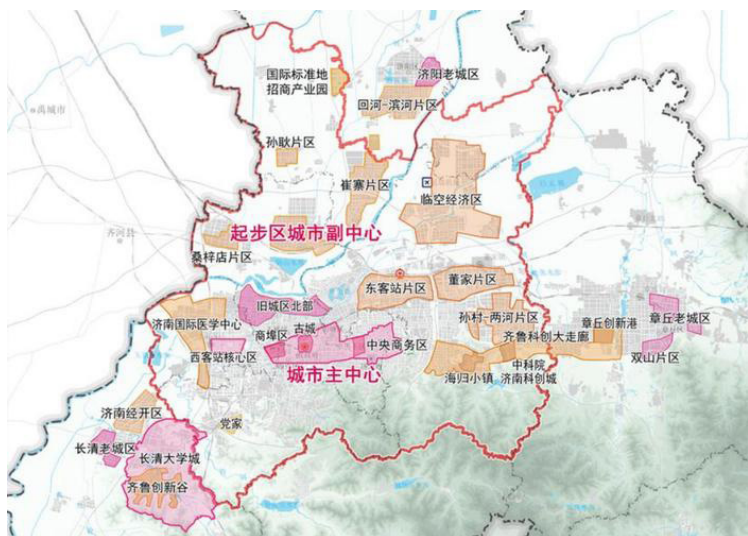 国际标准地
招商产业园
济阳老城区
回河-滨河片区
禹城市
孙耿片区
崔寨片区
临空经济区
齐河县
起步区城市副中心
桑梓店片区
东客站片区
董家片区
旧城区北部
济南国际医学中心
商埠区
古城
中央商务区
孙村-两河片区
章丘创新港
章丘老城区
齐鲁科创大走廊
西客站核心区
城市主中心
海归小镇
中科院
济南科创城
双山片区
济南经开区
党家
长清老城区
长清大学城
齐鲁创新谷